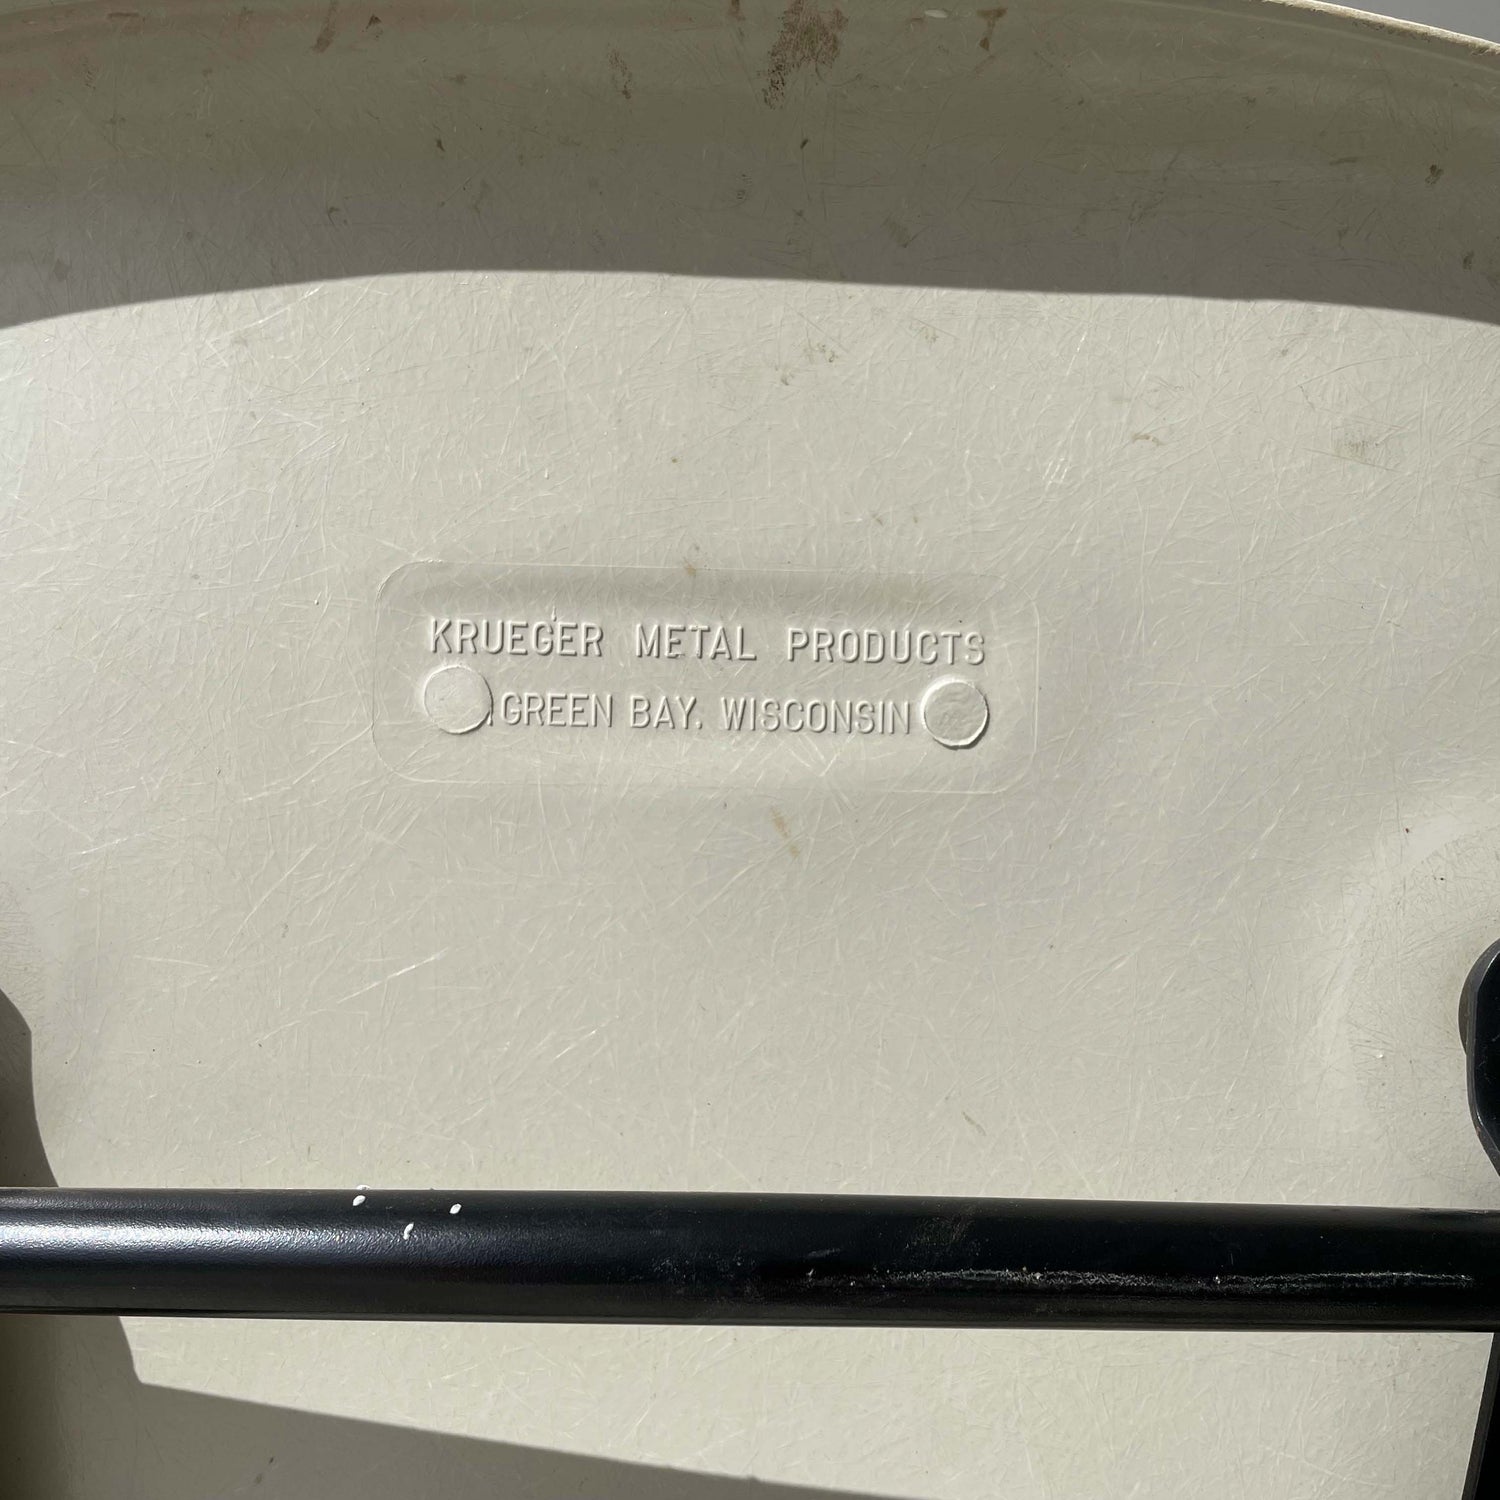 KRUEGER METAL PRODUCTS
GREEN BAY, WISCONSIN